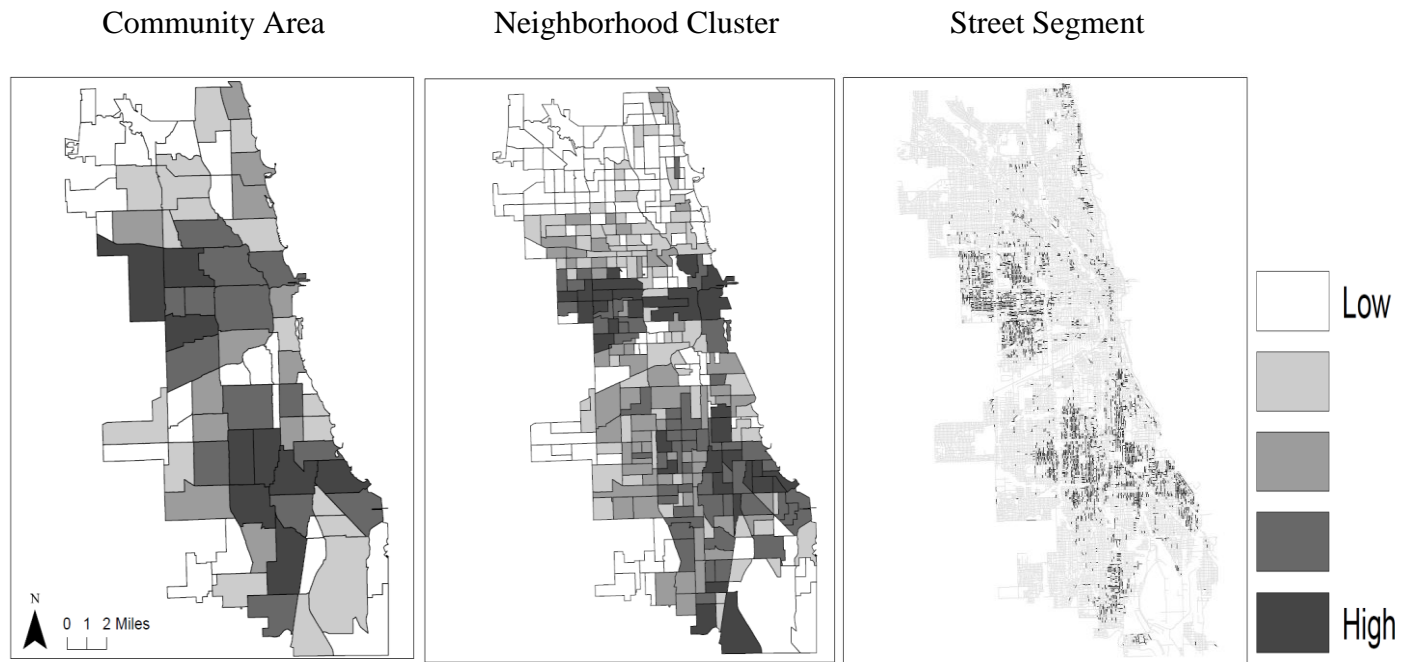 Community Area
Neighborhood Cluster
Street Segment
Low
High
N
0 1 2 Miles